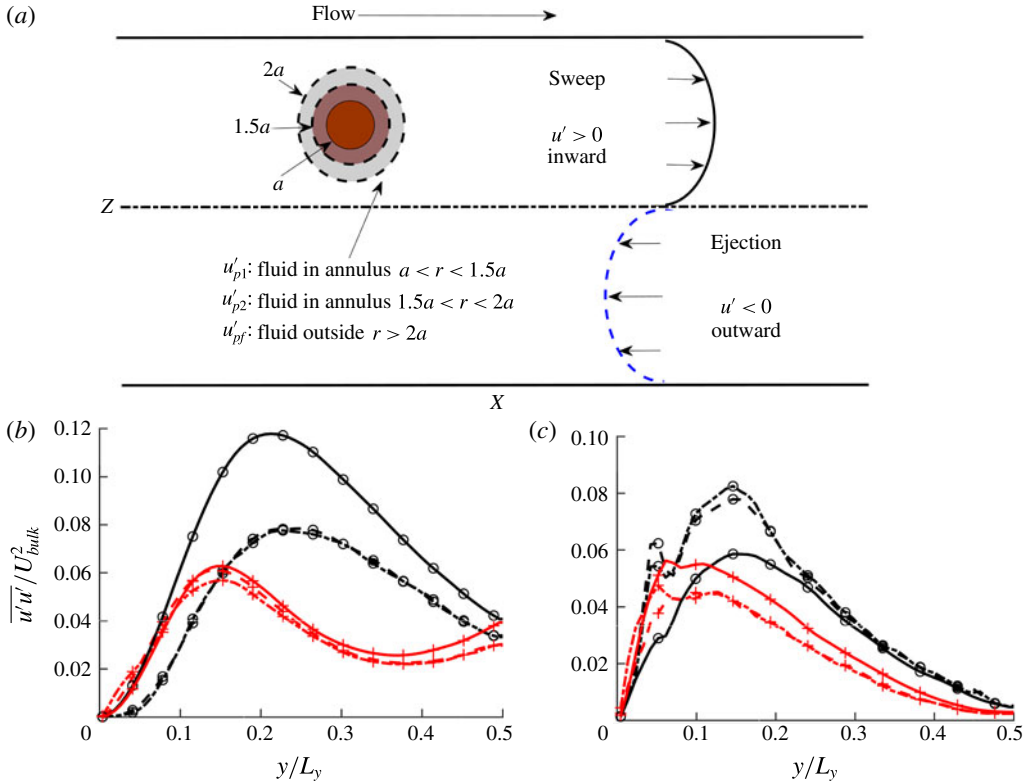 (a)
Flow
2a
1.5a
a
Sweep
u′ > 0
inward
Z
Ejection
u′ < 0
outward
u′p1: fluid in annulus a < r < 1.5a
u′p2: fluid in annulus 1.5a < r < 2a
u′pf: fluid outside r > 2a
X
(b)
0.12
0.10
0.08
0.06
0.04
0.02
0
0.1
0.2
0.3
0.4
0.5
u′u′/U²bulk
y/Ly
(c)
0.10
0.08
0.06
0.04
0.02
0
0.1
0.2
0.3
0.4
0.5
y/Ly